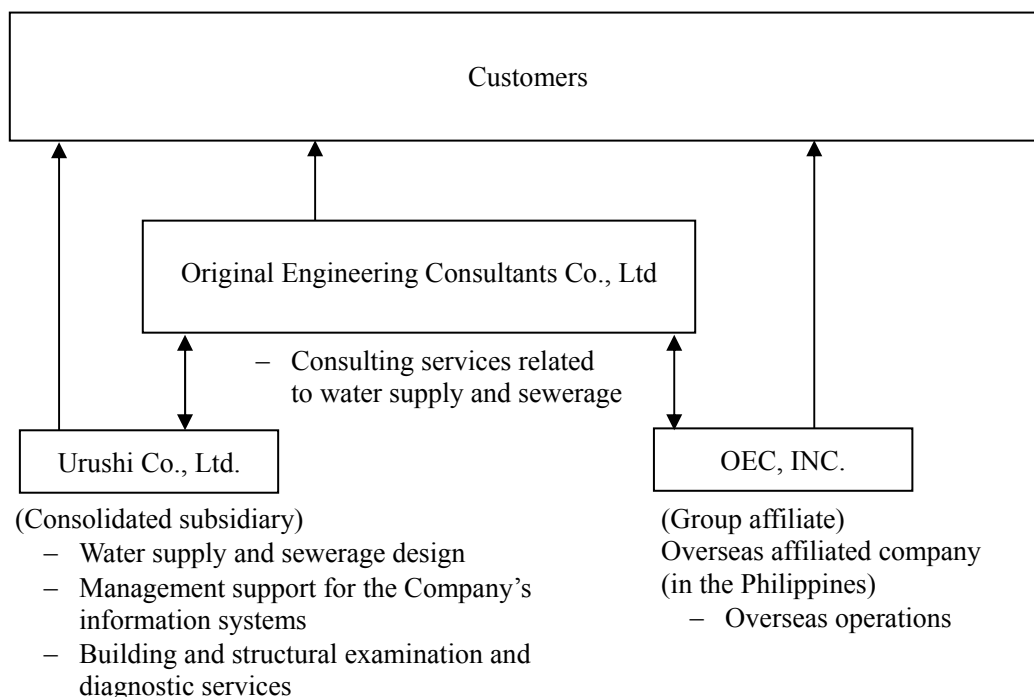 Customers
Original Engineering Consultants Co., Ltd
– Consulting services related
to water supply and sewerage
Urushi Co., Ltd.
(Consolidated subsidiary)
– Water supply and sewerage design
– Management support for the Company’s
information systems
– Building and structural examination and
diagnostic services
OEC, INC.
(Group affiliate)
Overseas affiliated company
(in the Philippines)
– Overseas operations